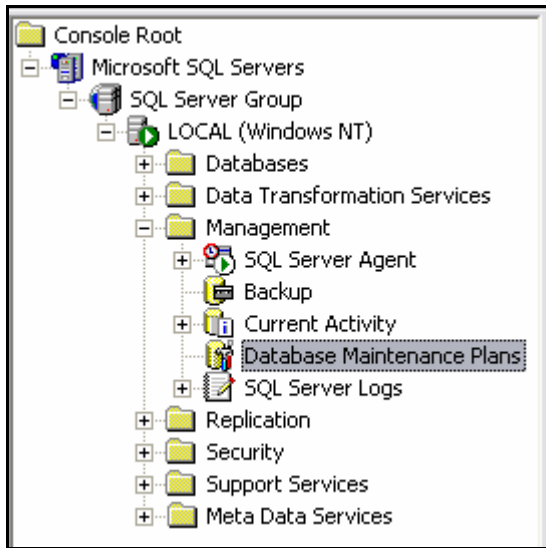 Console Root
Microsoft SQL Servers
SQL Server Group
LOCAL (Windows NT)
Databases
Data Transformation Services
Management
SQL Server Agent
Backup
Current Activity
Database Maintenance Plans
SQL Server Logs
Replication
Security
Support Services
Meta Data Services